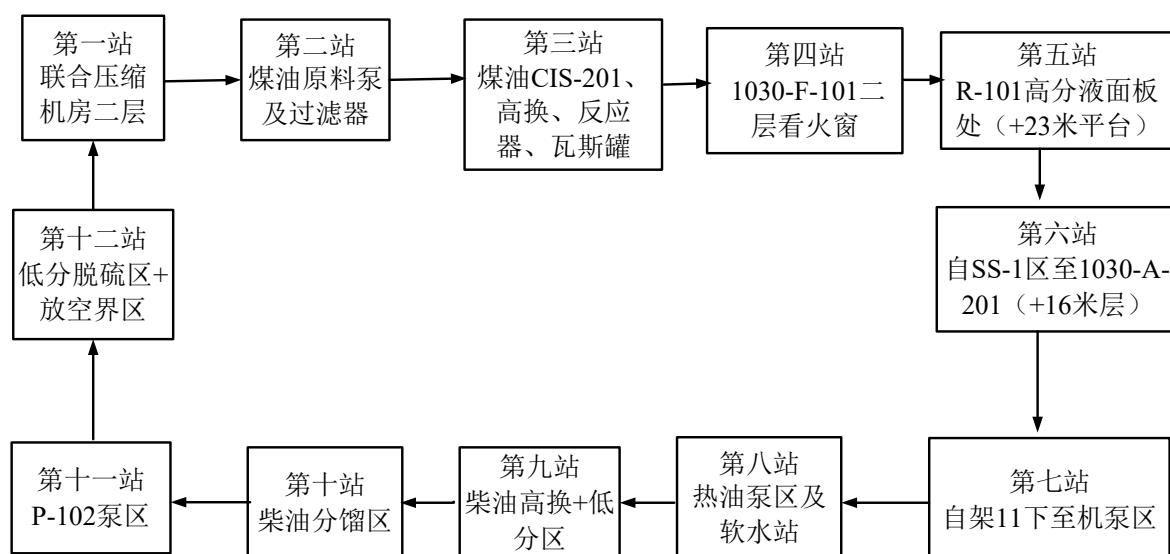 第一站
联合压缩
机房二层
第二站
煤油原料泵
及过滤器
第三站
煤油CIS-201、
高换、反应
器、瓦斯罐
第四站
1030-F-101二
层看火窗
第五站
R-101高分液面板
处（+23米平台）
第六站
自SS-1区至1030-A-
201（+16米层）
第七站
自架11下至机泵区
第八站
热油泵区及
软水站
第九站
柴油高换+低
分区
第十站
柴油分馏区
第十一站
P-102泵区
第十二站
低分脱硫区+
放空界区